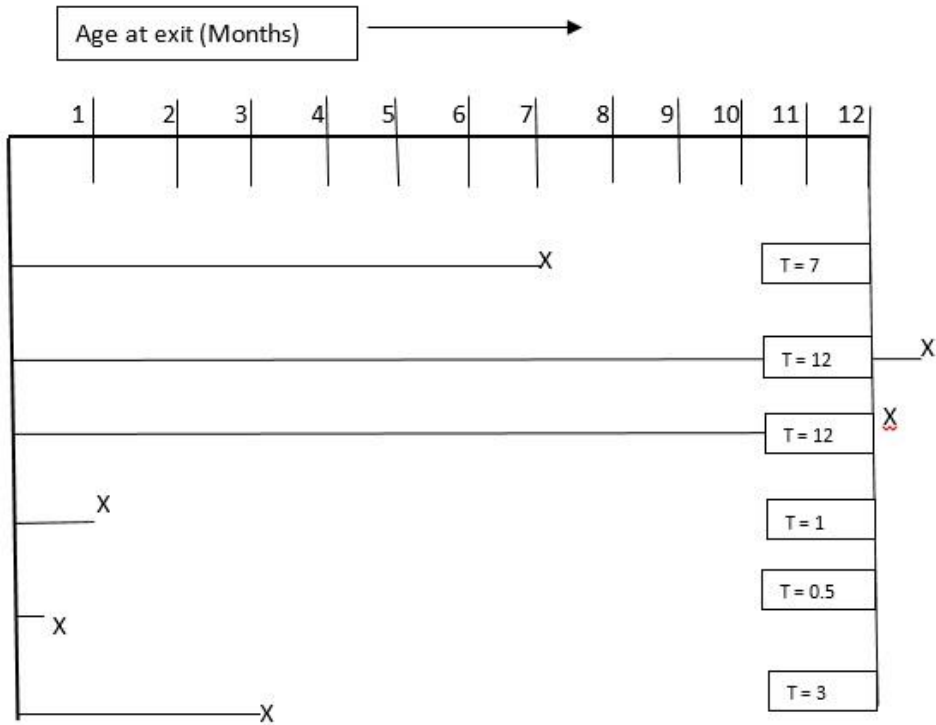 Age at exit (Months)
1 2 3 4 5 6 7 8 9 10 11 12
X
T = 7
X
T = 12
X
T = 12
X
T = 1
T = 0.5
X
T = 3
X